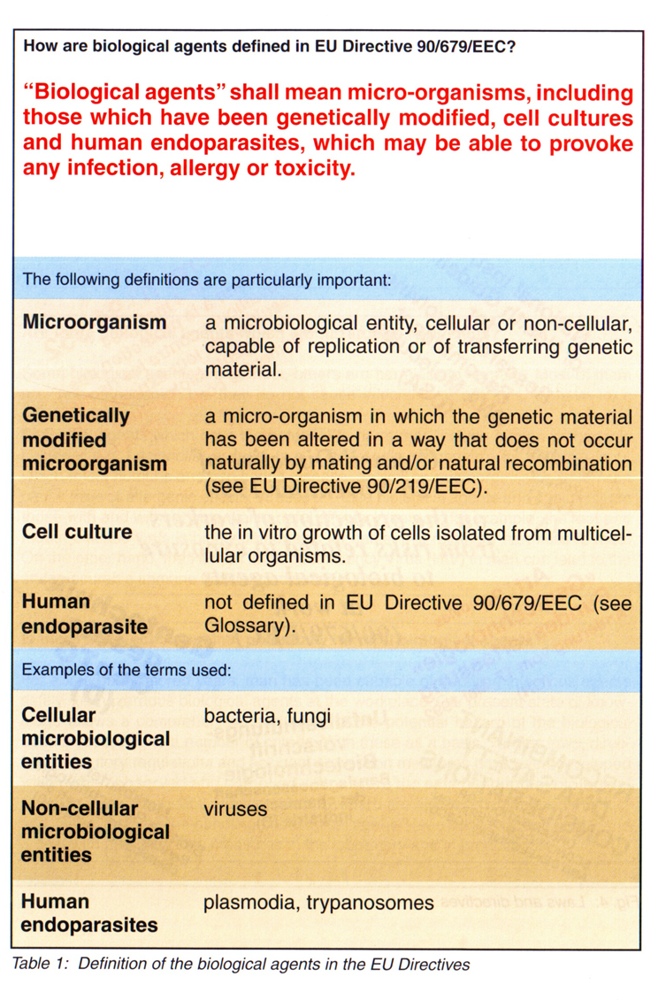 How are biological agents defined in EU Directive 90/679/EEC?
“Biological agents” shall mean micro-organisms, including
those which have been genetically modified, cell cultures
and human endoparasites, which may be able to provoke
any infection, allergy or toxicity.
The following definitions are particularly important:
Microorganism a microbiological entity, cellular or non-cellular,
capable of replication or of transferring genetic
material.
Genetically a micro-organism in which the genetic material
modified has been altered in a way that does not occur
microorganism naturally by mating and/or natural recombination
(see EU Directive 90/219/EEC).
Cell culture the in vitro growth of cells isolated from multicel-
lular organisms.
Human not defined in EU Directive 90/679/EEC (see
endoparasite Glossary).
Examples of the terms used:
Cellular bacteria, fungi
microbiological
entities
Non-cellular viruses
microbiological
entities
Human plasmodia, trypanosomes
endoparasites
Table 1: Definition of the biological agents in the EU Directives